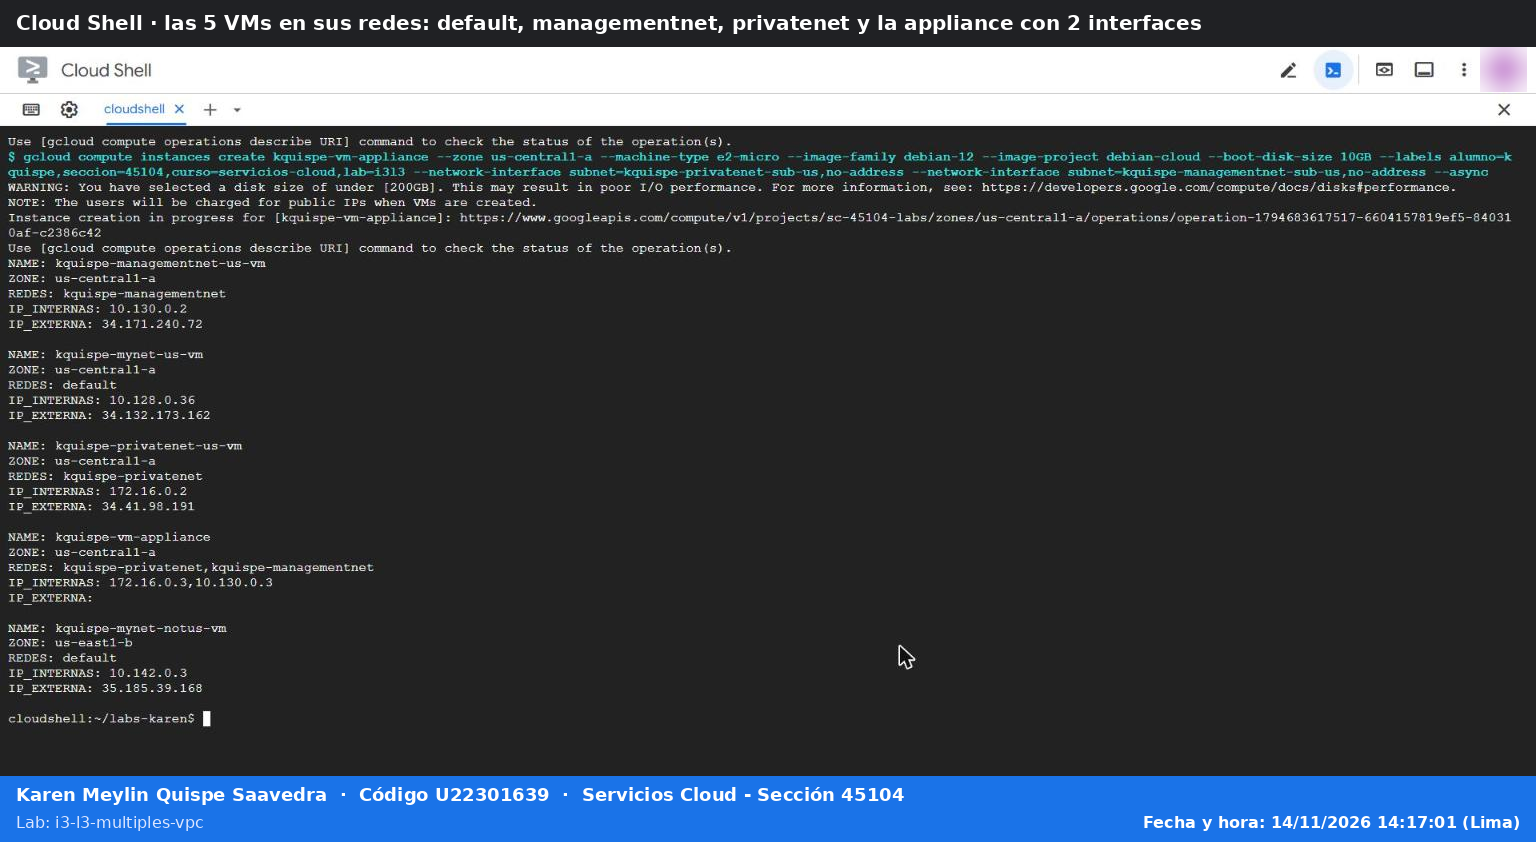 Cloud Shell · las 5 VMs en sus redes: default, managementnet, privatenet y la appliance con 2 interfaces
Cloud Shell
cloudshell
Use [gcloud compute operations describe URI] command to check the status of the operation(s).
$ gcloud compute instances create kquispe-vm-appliance --zone us-central1-a --machine-type e2-micro --image-family debian-12 --image-project debian-cloud --boot-disk-size 10GB --labels alumno=k
quispe,seccion=45104,curso=servicios-cloud,lab=i3l3 --network-interface subnet=kquispe-privatenet-sub-us,no-address --network-interface subnet=kquispe-managementnet-sub-us,no-address --async
WARNING: You have selected a disk size of under [200GB]. This may result in poor I/O performance. For more information, see: https://developers.google.com/compute/docs/disks#performance.
NOTE: The users will be charged for public IPs when VMs are created.
Instance creation in progress for [kquispe-vm-appliance]: https://www.googleapis.com/compute/v1/projects/sc-45104-labs/zones/us-central1-a/operations/operation-1794683617517-6604157819ef5-84031
0af-c2386c42
Use [gcloud compute operations describe URI] command to check the status of the operation(s).
NAME: kquispe-managementnet-us-vm
ZONE: us-central1-a
REDES: kquispe-managementnet
IP_INTERNAS: 10.130.0.2
IP_EXTERNA: 34.171.240.72
NAME: kquispe-mynet-us-vm
ZONE: us-central1-a
REDES: default
IP_INTERNAS: 10.128.0.36
IP_EXTERNA: 34.132.173.162
NAME: kquispe-privatenet-us-vm
ZONE: us-central1-a
REDES: kquispe-privatenet
IP_INTERNAS: 172.16.0.2
IP_EXTERNA: 34.41.98.191
NAME: kquispe-vm-appliance
ZONE: us-central1-a
REDES: kquispe-privatenet,kquispe-managementnet
IP_INTERNAS: 172.16.0.3,10.130.0.3
IP_EXTERNA:
NAME: kquispe-mynet-notus-vm
ZONE: us-east1-b
REDES: default
IP_INTERNAS: 10.142.0.3
IP_EXTERNA: 35.185.39.168
cloudshell:~/labs-karen$
Karen Meylin Quispe Saavedra · Código U22301639 · Servicios Cloud - Sección 45104
Lab: i3-l3-multiples-vpc
Fecha y hora: 14/11/2026 14:17:01 (Lima)